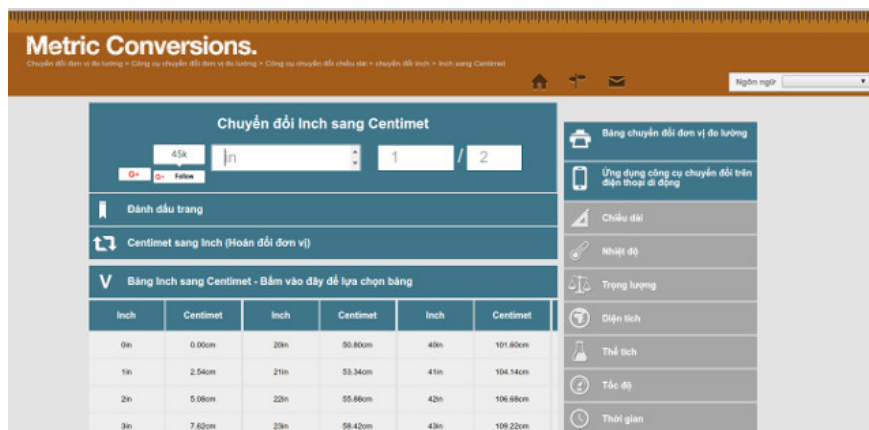 Metric Conversions.
Chuyển đổi đơn vị đo lường > Công cụ chuyển đổi đơn vị đo lường > Công cụ chuyển đổi chiều dài > chuyển đổi Inch > Inch sang Centimet
Ngôn ngữ
Chuyển đổi Inch sang Centimet
45k
in
1 / 2
G+
G+ Follow
Đánh dấu trang
Centimet sang Inch (Hoán đổi đơn vị)
V Bảng Inch sang Centimet - Bấm vào đây để lựa chọn bảng
Inch Centimet Inch Centimet Inch Centimet
0in 0.00cm 20in 50.80cm 40in 101.60cm
1in 2.54cm 21in 53.34cm 41in 104.14cm
2in 5.08cm 22in 55.88cm 42in 106.68cm
3in 7.62cm 23in 58.42cm 43in 109.22cm
Bảng chuyển đổi đơn vị đo lường
Ứng dụng công cụ chuyển đổi trên
điện thoại di động
Chiều dài
Nhiệt độ
Trọng lượng
Diện tích
Thể tích
Tốc độ
Thời gian